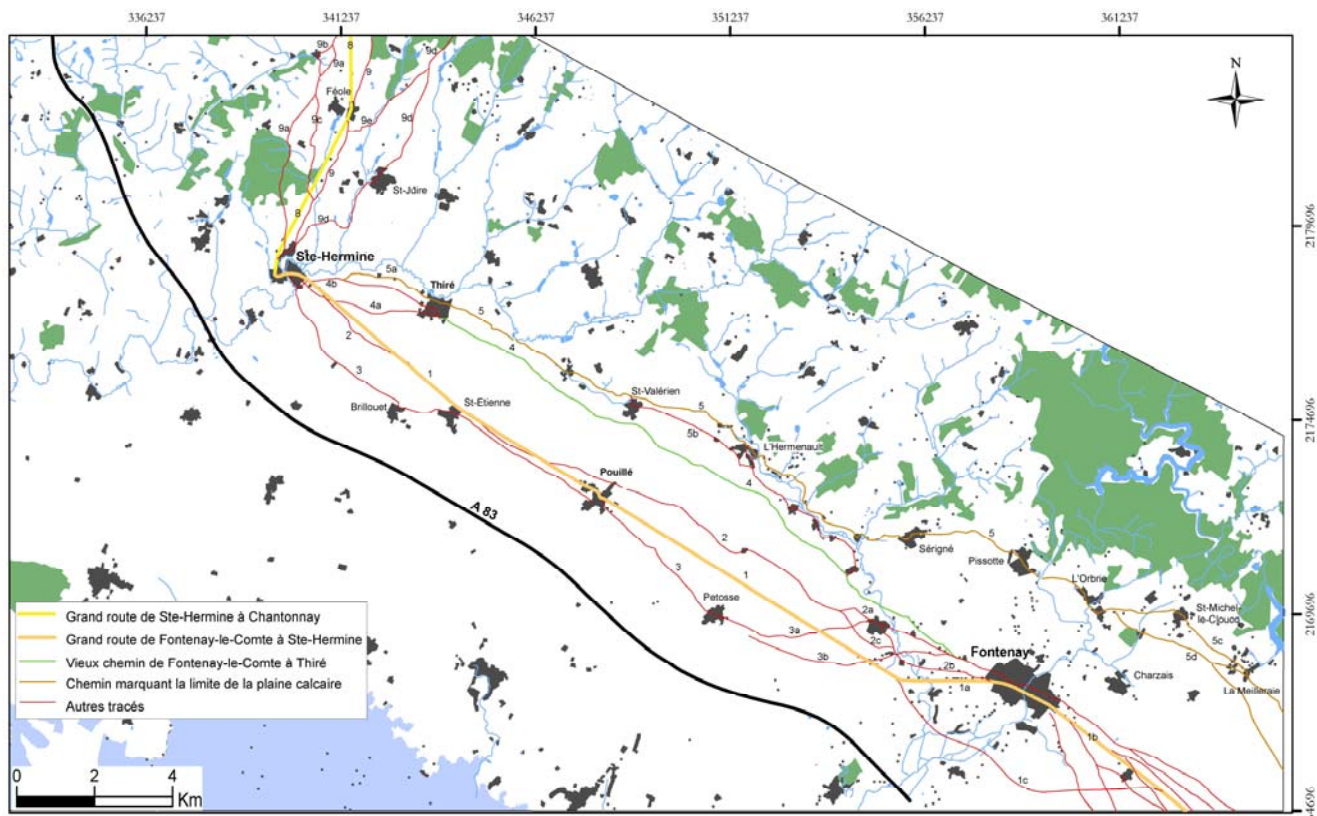 336237 341237 346237 351237 356237 361237
N
9b
8
9a
9
9d
Féole
9a
9c
9e
9d
9
St-Jûire
8
9d
Ste-Hermine
5a
4b
Thiré
4a
5
2
4
1
3
St-Valérien
Brillouet
St-Étienne
5
5b
L'Hermenault
Pouillé
4
A 83
2
5
Sérigné
Pissotte
3
1
L'Orbrie
Petosse
2a
St-Michel-
le-Cloucq
3a
2c
5c
3b
Fontenay
5d
2b
Charzais
1a
La Meilleraie
1b
1c
2179696
2174696
2169696
Grand route de Ste-Hermine à Chantonnay
Grand route de Fontenay-le-Comte à Ste-Hermine
Vieux chemin de Fontenay-le-Comte à Thiré
Chemin marquant la limite de la plaine calcaire
Autres tracés
0 2 4
Km